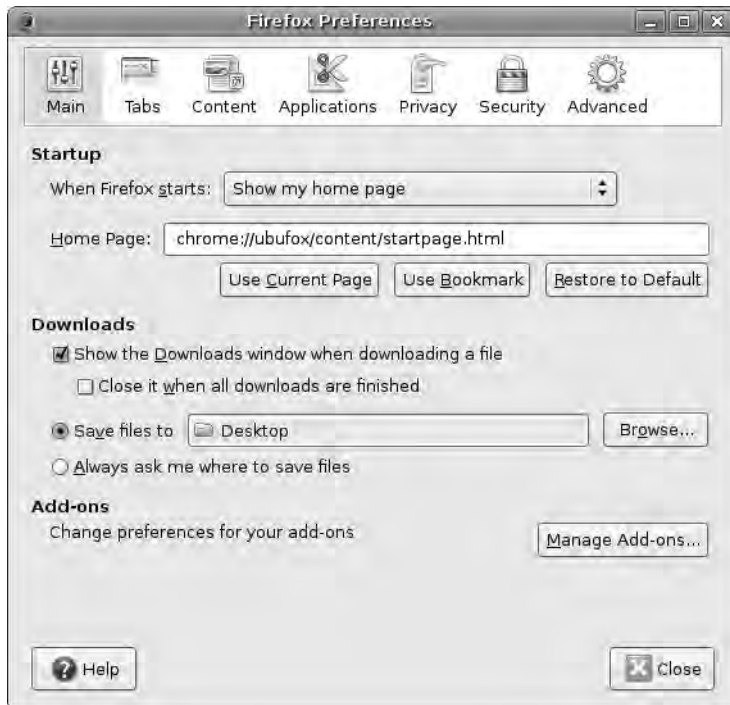 Firefox Preferences
Main Tabs Content Applications Privacy Security Advanced
Startup
When Firefox starts: Show my home page
Home Page: chrome://ubufox/content/startpage.html
Use Current Page Use Bookmark Restore to Default
Downloads
Show the Downloads window when downloading a file
Close it when all downloads are finished
Save files to Desktop Browse...
Always ask me where to save files
Add-ons
Change preferences for your add-ons
Manage Add-ons...
Help Close